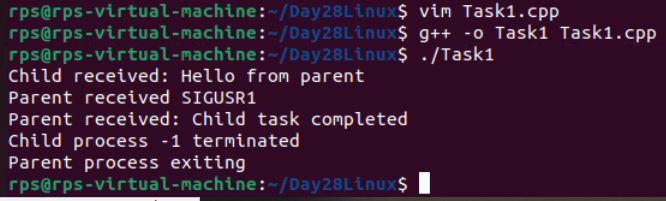 rps@rps-virtual-machine:~/Day28Linux$ vim Task1.cpp
rps@rps-virtual-machine:~/Day28Linux$ g++ -o Task1 Task1.cpp
rps@rps-virtual-machine:~/Day28Linux$ ./Task1
Child received: Hello from parent
Parent received SIGUSR1
Parent received: Child task completed
Child process -1 terminated
Parent process exiting
rps@rps-virtual-machine:~/Day28Linux$